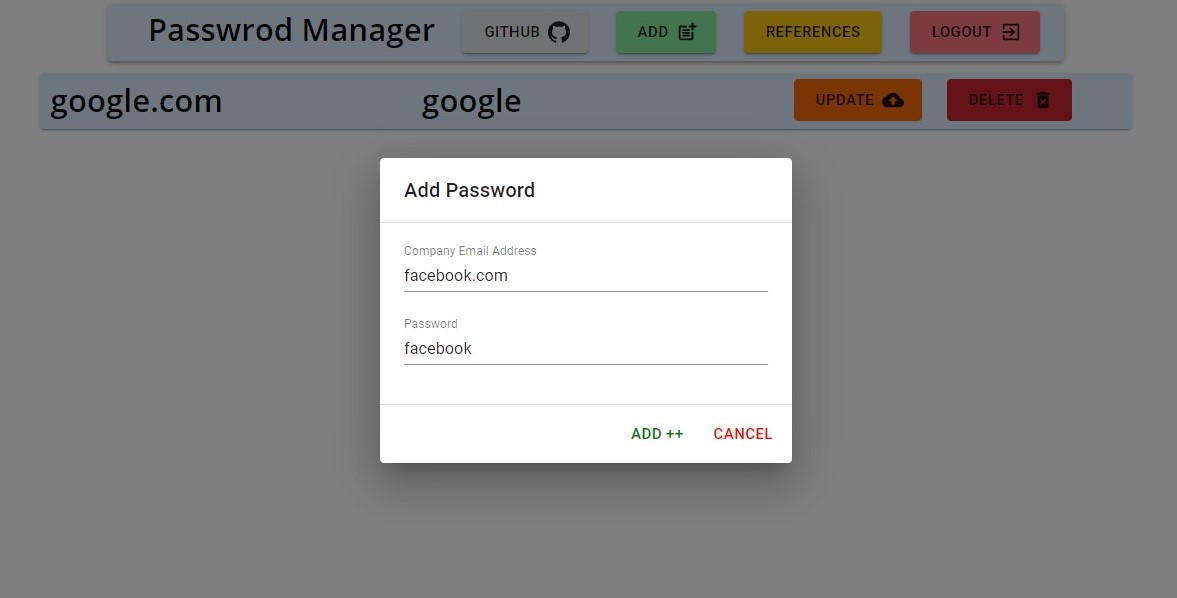 Passwrod Manager GITHUB ADD REFERENCES LOGOUT
google.com google UPDATE DELETE
Add Password
Company Email Address
facebook.com
Password
facebook
ADD ++ CANCEL